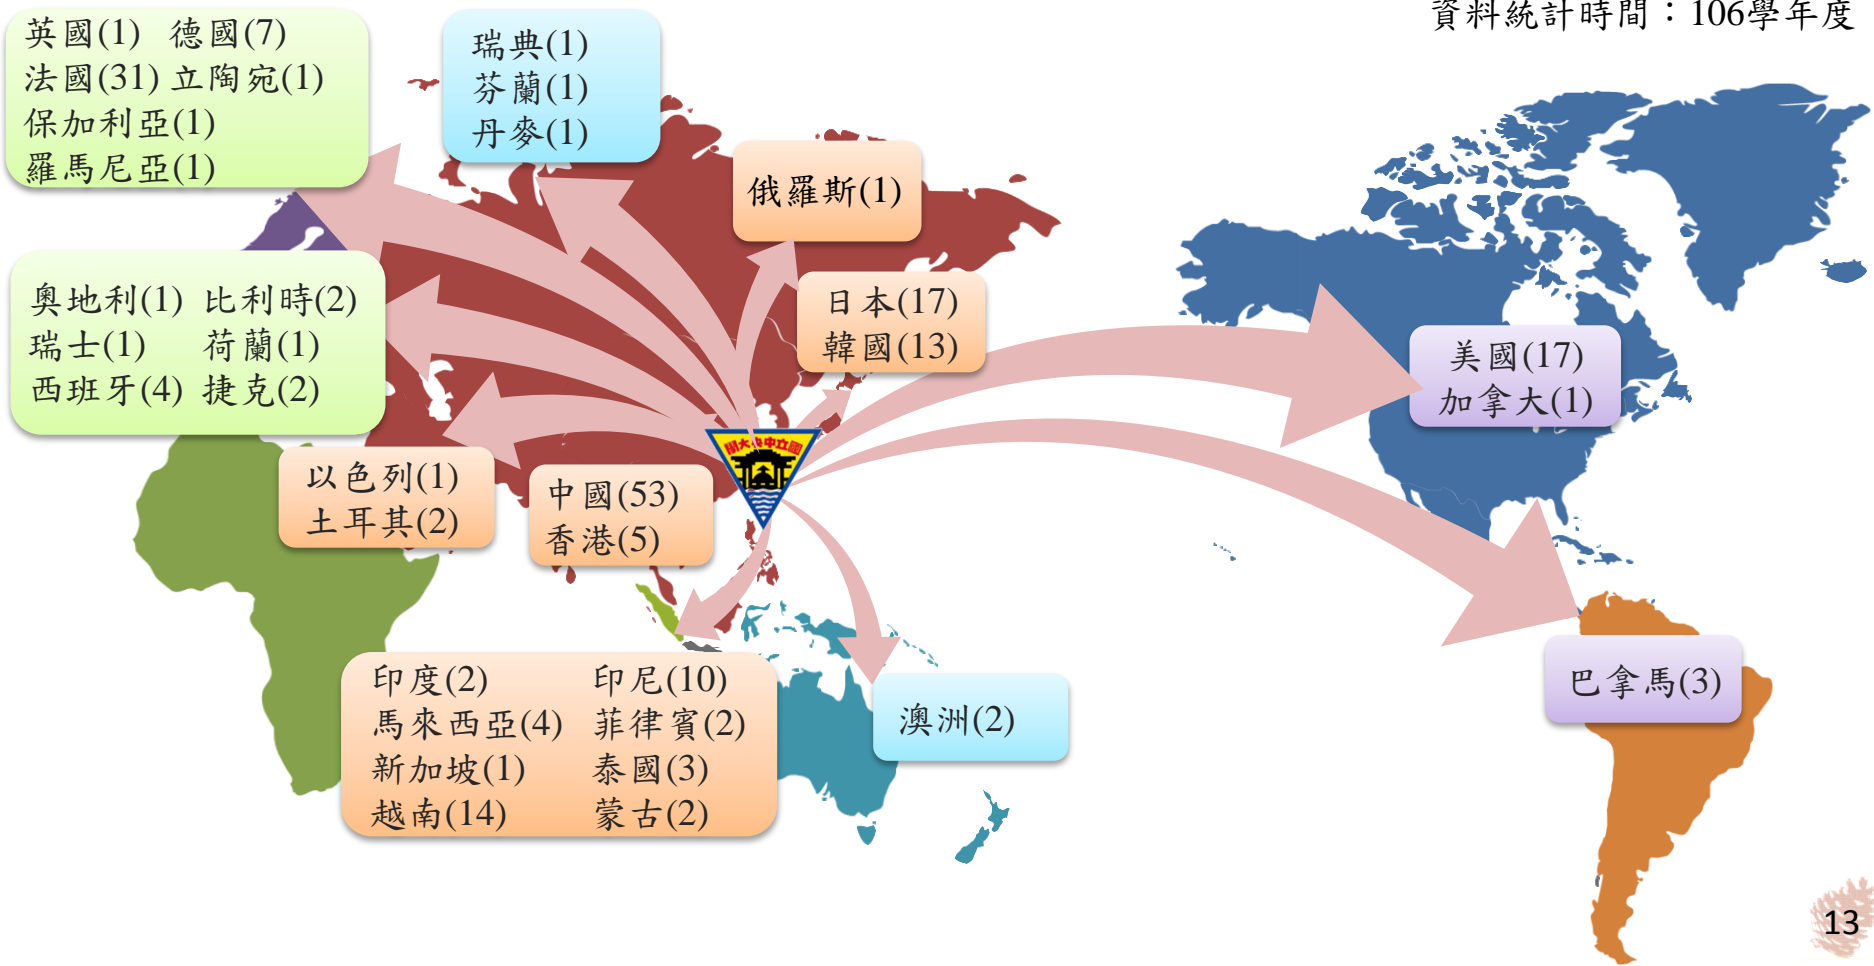 資料統計時間：106學年度
英國(1) 德國(7)
法國(31) 立陶宛(1)
保加利亞(1)
羅馬尼亞(1)
瑞典(1)
芬蘭(1)
丹麥(1)
俄羅斯(1)
奧地利(1) 比利時(2)
瑞士(1) 荷蘭(1)
西班牙(4) 捷克(2)
日本(17)
韓國(13)
美國(17)
加拿大(1)
學大央中立國
以色列(1)
土耳其(2)
中國(53)
香港(5)
印度(2) 印尼(10)
馬來西亞(4) 菲律賓(2)
新加坡(1) 泰國(3)
越南(14) 蒙古(2)
澳洲(2)
巴拿馬(3)
13